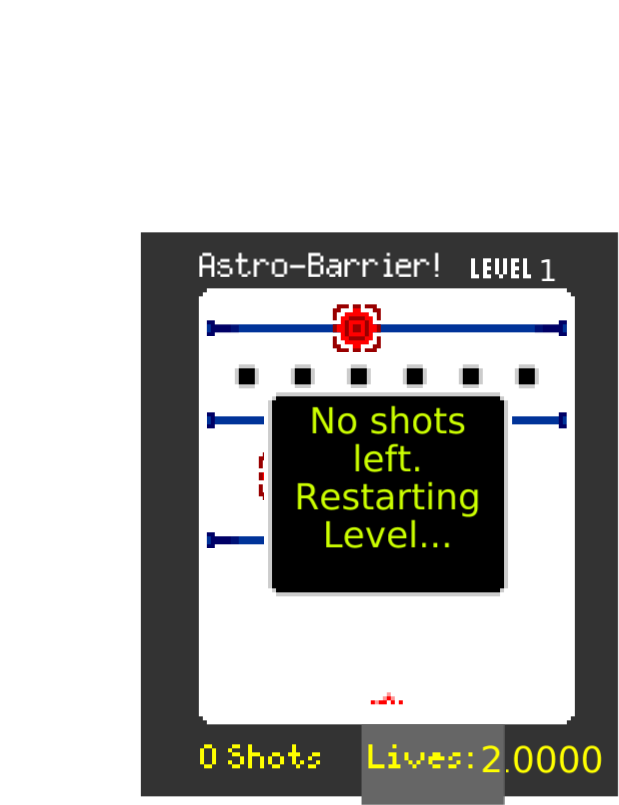 Astro-Barrier! LEVEL 1
No shots
left.
Restarting
Level...
0 Shots Lives:2.0000